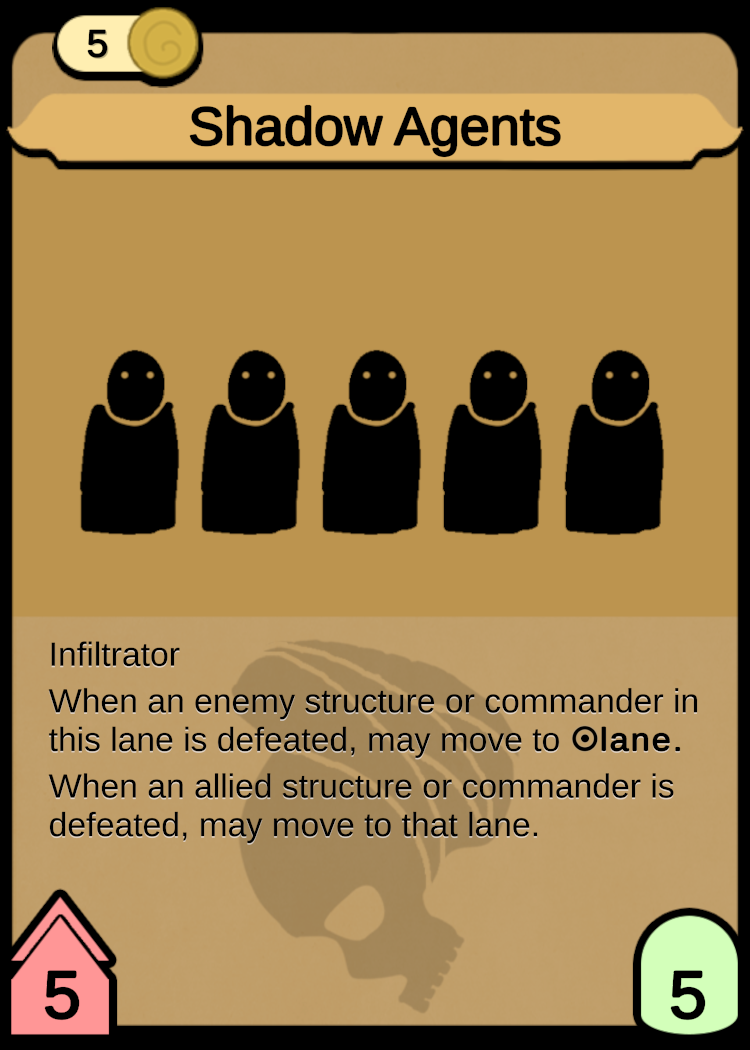 5
Shadow Agents
Infiltrator
When an enemy structure or commander in
this lane is defeated, may move to ⊙lane.
When an allied structure or commander is
defeated, may move to that lane.
5
5